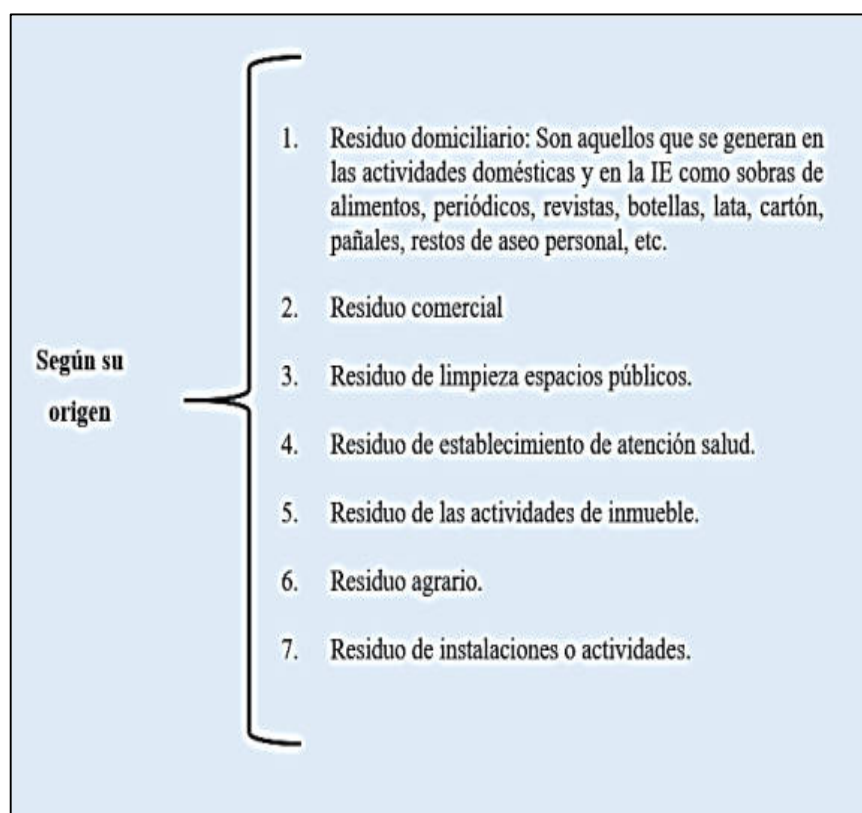 1. Residuo domiciliario: Son aquellos que se generan en
las actividades domésticas y en la IE como sobras de
alimentos, periódicos, revistas, botellas, lata, cartón,
pañales, restos de aseo personal, etc.
2. Residuo comercial
Según su
origen
3. Residuo de limpieza espacios públicos.
4. Residuo de establecimiento de atención salud.
5. Residuo de las actividades de inmueble.
6. Residuo agrario.
7. Residuo de instalaciones o actividades.